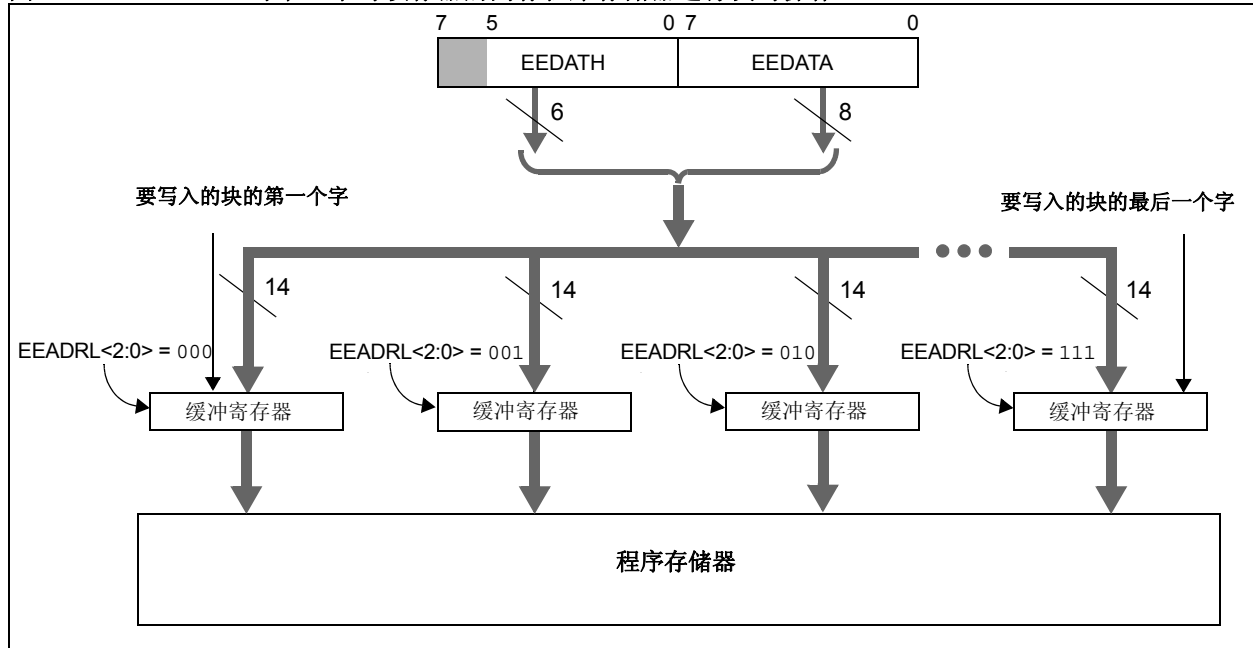 7 5 0 7 0
EEDATH EEDATA
6 8
要写入的块的第一个字
要写入的块的最后一个字
14 14 14 14
EEADRL<2:0> = 000 EEADRL<2:0> = 001 EEADRL<2:0> = 010 EEADRL<2:0> = 111
缓冲寄存器 缓冲寄存器 缓冲寄存器 缓冲寄存器
程序存储器